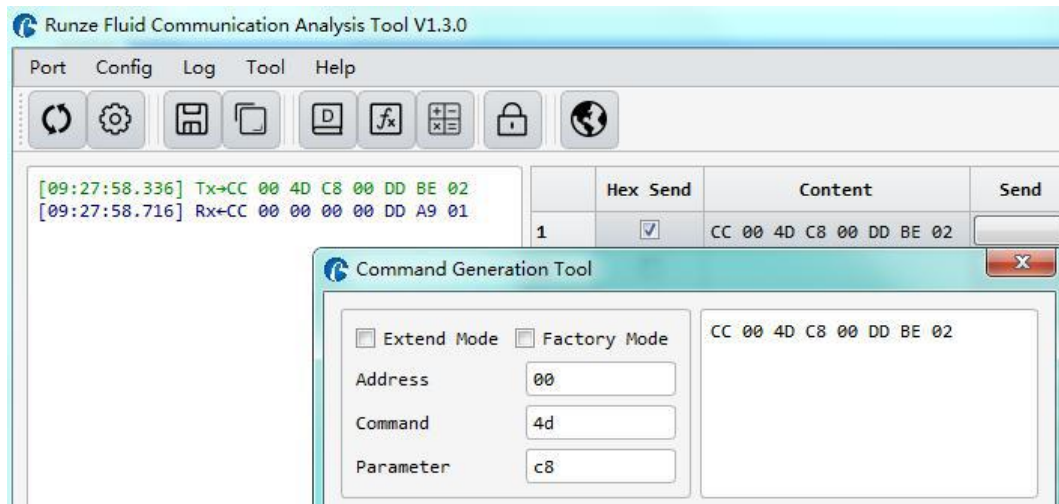 Runze Fluid Communication Analysis Tool V1.3.0
Port Config Log Tool Help
[09:27:58.336] Tx→CC 00 4D C8 00 DD BE 02
[09:27:58.716] Rx←CC 00 00 00 00 DD A9 01
Hex Send Content Send
1 CC 00 4D C8 00 DD BE 02
Command Generation Tool
Extend Mode Factory Mode
CC 00 4D C8 00 DD BE 02
Address 00
Command 4d
Parameter c8